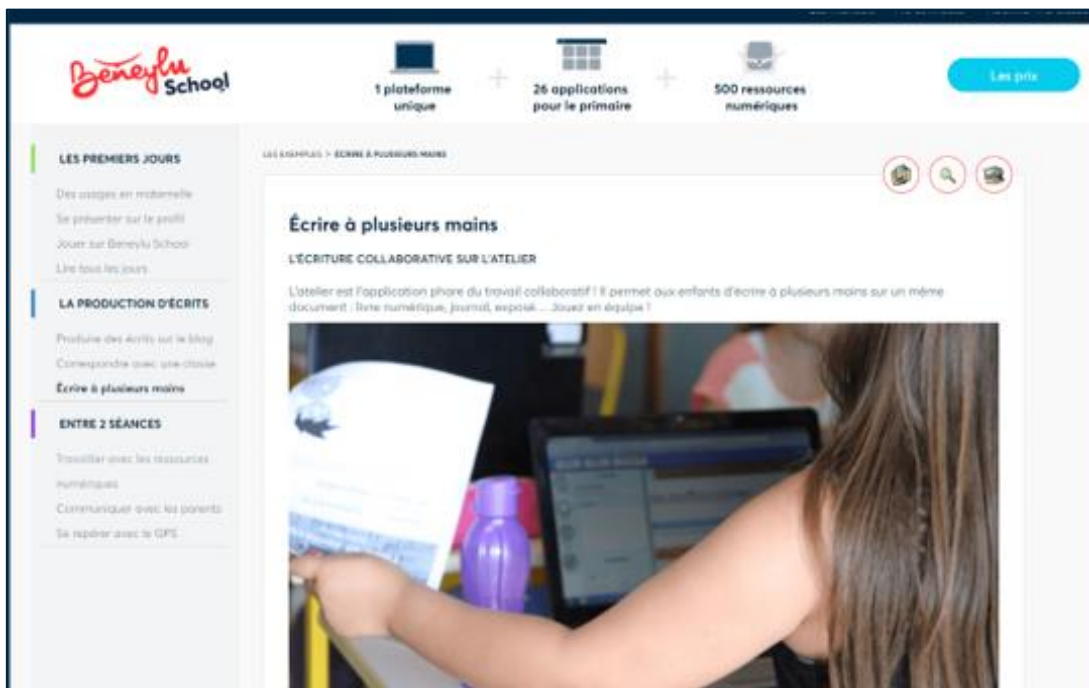 Beneylu
School
1 plateforme
unique
26 applications
pour le primaire
500 ressources
numériques
Les prix
LES PREMIERS JOURS
Des usages en maternelle
Se présenter sur le profil
Jouer sur Beneylu School
Lire tous les jours
LA PRODUCTION D'ÉCRITS
Produire des écrits sur le blog
Correspondre avec une classe
Écrire à plusieurs mains
ENTRE 2 SÉANCES
Travailler avec les ressources
numériques
Communiquer avec les parents
Se repérer avec le GPS
LES EXEMPLES > ÉCRIRE À PLUSIEURS MAINS
Écrire à plusieurs mains
L'ÉCRITURE COLLABORATIVE SUR L'ATELIER
L'atelier est l'application phare du travail collaboratif ! Il permet aux enfants d'écrire à plusieurs mains sur un même
document : livre numérique, journal, exposé ... Jouez en équipe !